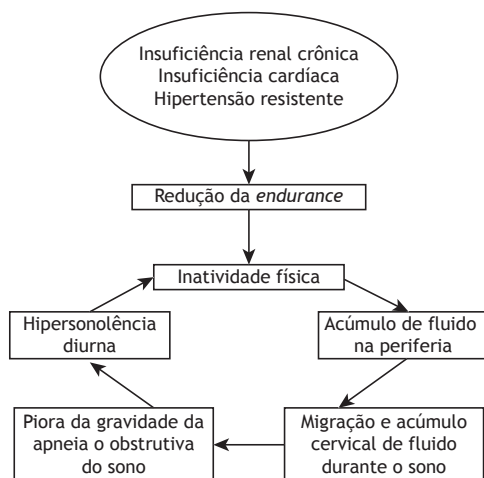 Insuficiência renal crônica
Insuficiência cardíaca
Hipertensão resistente
Redução da endurance
Inatividade física
Hipersonolência
diurna
Acúmulo de fluido
na periferia
Piora da gravidade da
apneia o obstrutiva
do sono
Migração e acúmulo
cervical de fluido
durante o sono